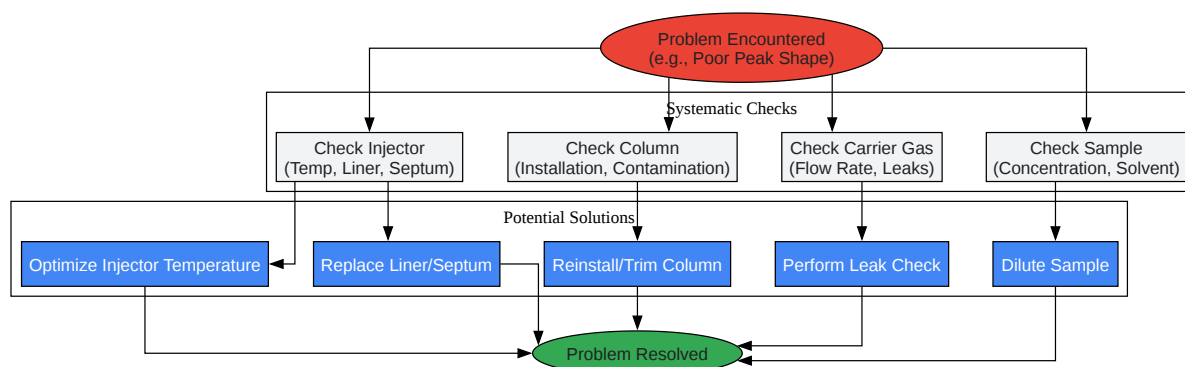 Problem Encountered
(e.g., Poor Peak Shape)
Systematic Checks
Check Injector
(Temp, Liner, Septum)
Check Column
(Installation, Contamination)
Check Carrier Gas
(Flow Rate, Leaks)
Check Sample
(Concentration, Solvent)
Potential Solutions
Optimize Injector Temperature
Replace Liner/Septum
Reinstall/Trim Column
Perform Leak Check
Dilute Sample
Problem Resolved